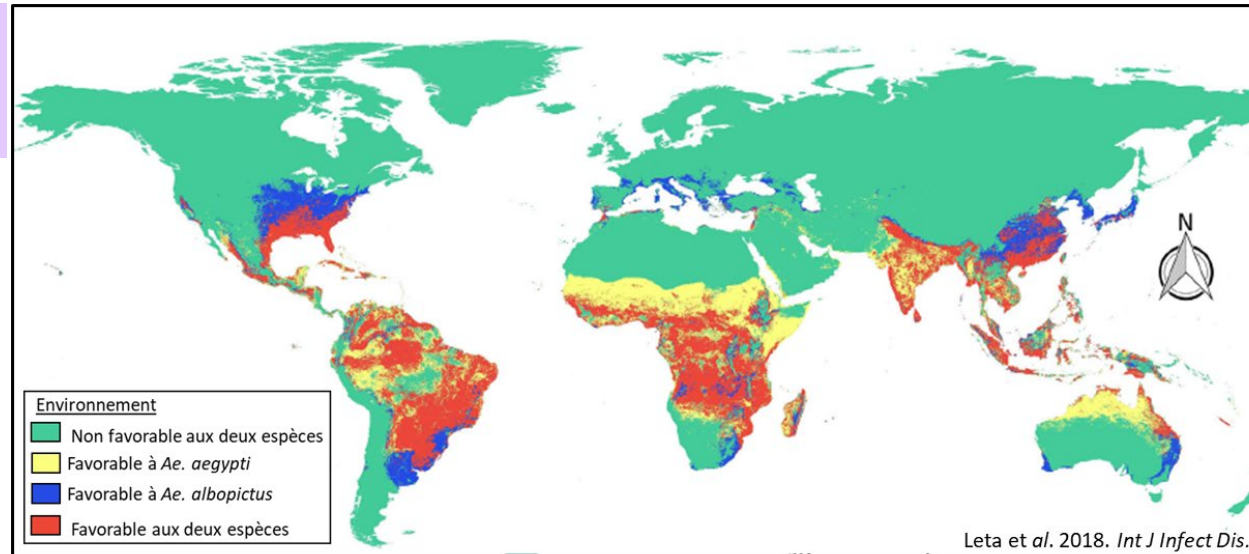 N
Environnement
Non favorable aux deux espèces
Favorable à Ae. aegypti
Favorable à Ae. albopictus
Favorable aux deux espèces
Leta et al. 2018. Int J Infect Dis.